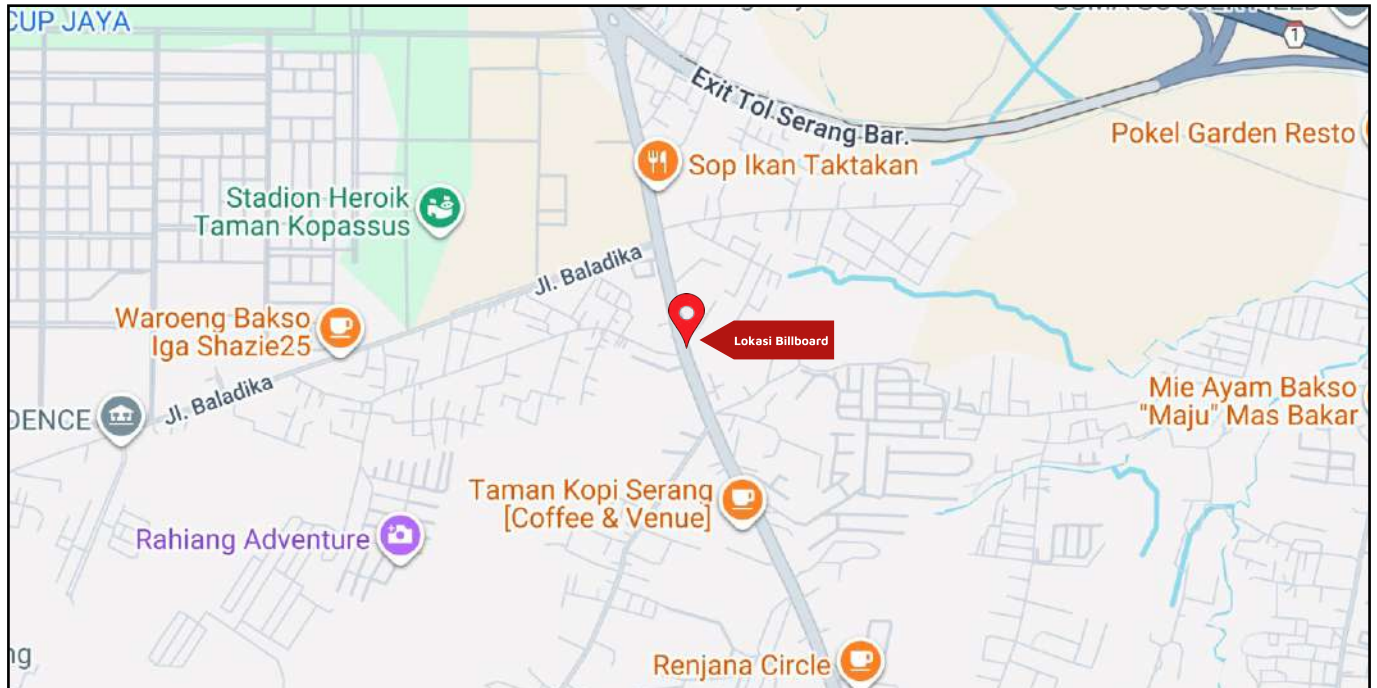 CUP JAYA
1
Exit Tol Serang Bar.
Pokel Garden Resto
Sop Ikan Taktakan
Stadion Heroik
Taman Kopassus
Jl. Baladika
Waroeng Bakso
Iga Shazie25
Lokasi Billboard
Jl. Baladika
DENCE
Mie Ayam Bakso
"Maju" Mas Bakar
Taman Kopi Serang
[Coffee & Venue]
Rahiang Adventure
ng
Renjana Circle